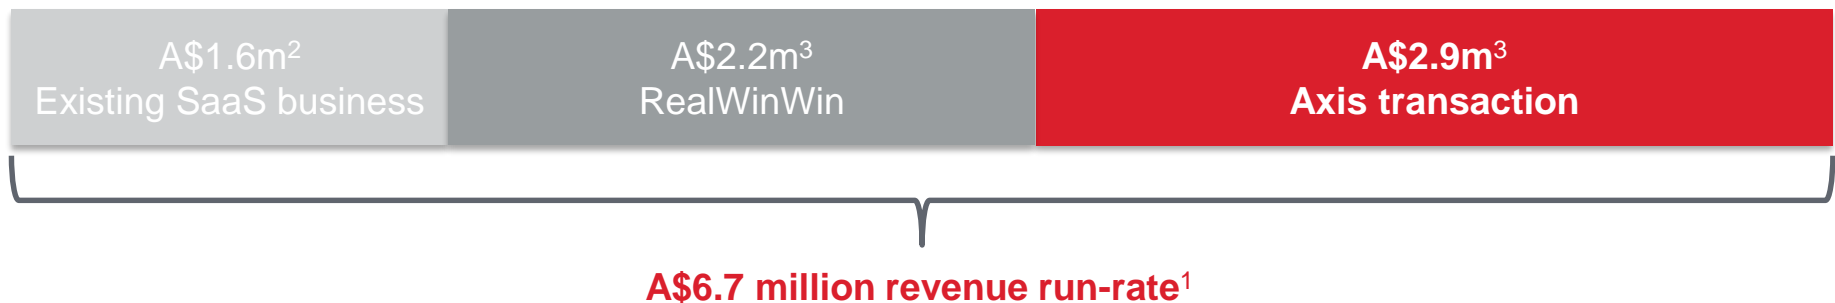 A$1.6m²
Existing SaaS business
A$2.2m³
RealWinWin
A$2.9m³
Axis transaction
A$6.7 million revenue run-rate¹